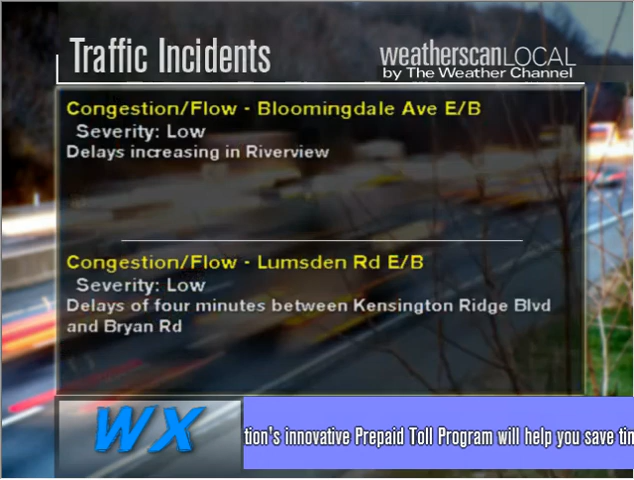 Traffic Incidents
weatherscanLOCAL
by The Weather Channel
Congestion/Flow - Bloomingdale Ave E/B
Severity: Low
Delays increasing in Riverview
Congestion/Flow - Lumsden Rd E/B
Severity: Low
Delays of four minutes between Kensington Ridge Blvd
and Bryan Rd
WX
tion's innovative Prepaid Toll Program will help you save tin